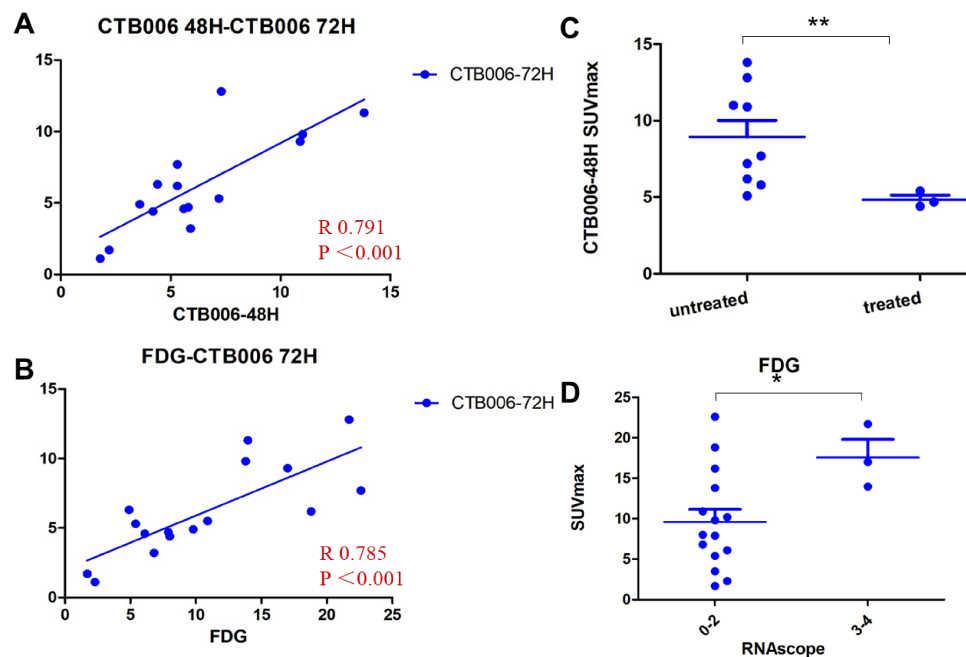 A
CTB006 48H-CTB006 72H
15
10
5
0
0
5
10
15
CTB006-48H
CTB006-72H
R 0.791
P <0.001
B
FDG-CTB006 72H
15
10
5
0
0
5
10
15
20
25
FDG
CTB006-72H
R 0.785
P <0.001
C
**
CTB006-48H SUVmax
15
10
5
0
untreated
treated
D
FDG
*
SUVmax
25
20
15
10
5
0
0-2
3-4
RNAscope